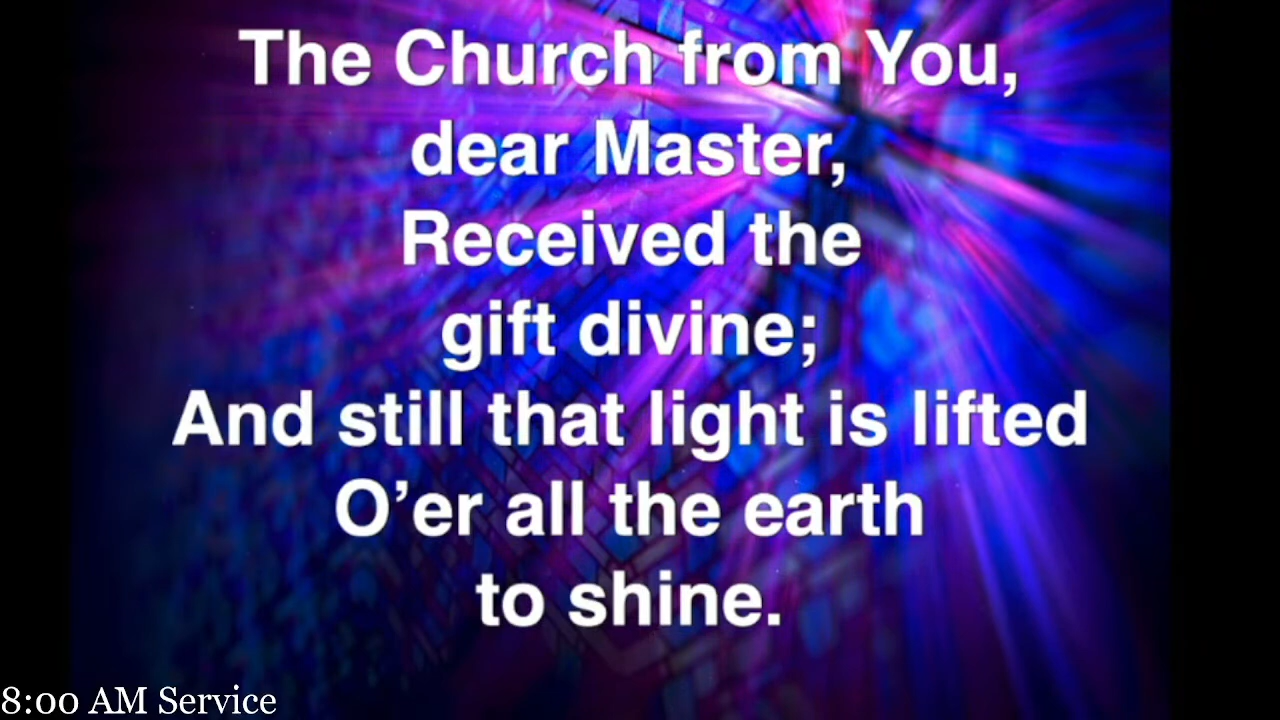 The Church from You,
dear Master,
Received the
gift divine;
And still that light is lifted
O’er all the earth
to shine.
8:00 AM Service